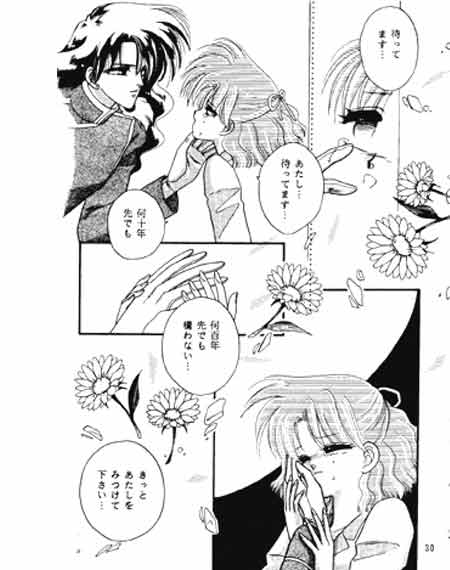 待って
ます…
あたし…
待ってます…
何十年
先でも
何百年
先でも
構わない…
きっと
あたしを
みつけて
下さい…
30